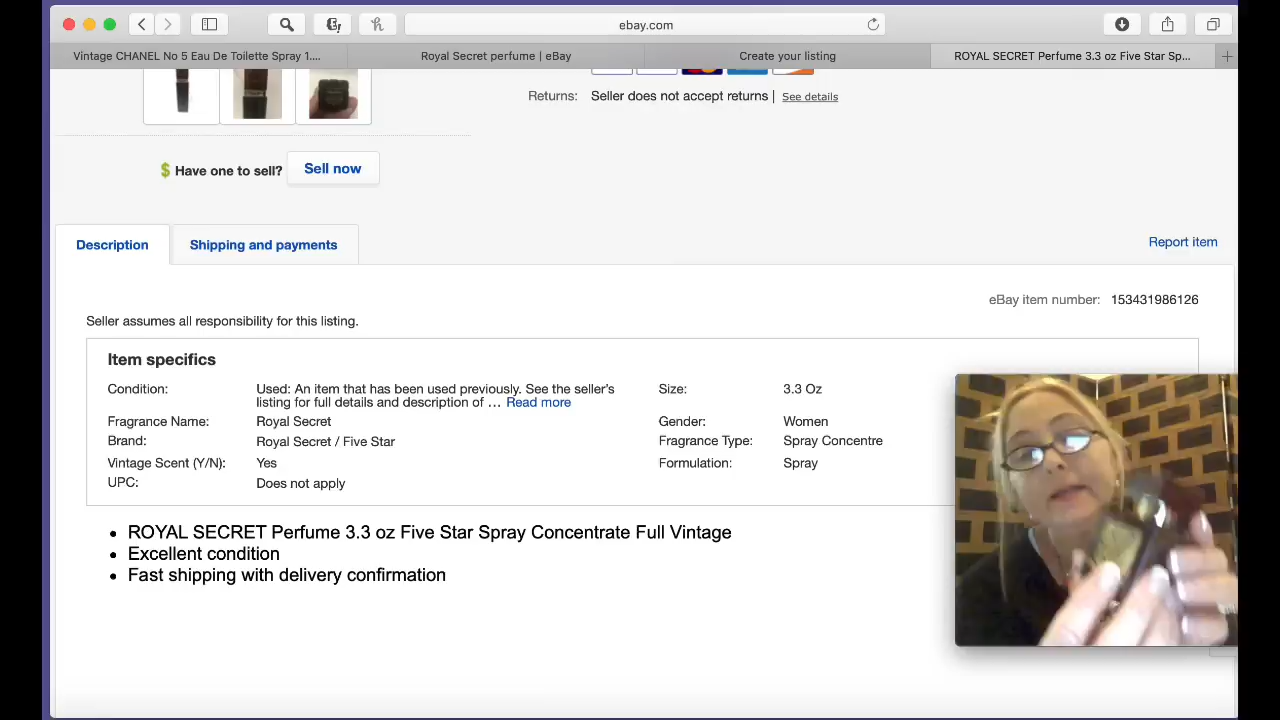 ebay.com
Vintage CHANEL No 5 Eau De Toilette Spray 1....
Royal Secret perfume | eBay
Create your listing
ROYAL SECRET Perfume 3.3 oz Five Star Sp...
Returns: Seller does not accept returns | See details
Have one to sell? Sell now
Description
Shipping and payments
Report item
eBay item number: 153431986126
Seller assumes all responsibility for this listing.
Item specifics
Condition: Used: An item that has been used previously. See the seller's
listing for full details and description of ... Read more
Size: 3.3 Oz
Fragrance Name: Royal Secret
Gender: Women
Brand: Royal Secret / Five Star
Fragrance Type: Spray Concentre
Vintage Scent (Y/N): Yes
Formulation: Spray
UPC: Does not apply
ROYAL SECRET Perfume 3.3 oz Five Star Spray Concentrate Full Vintage
Excellent condition
Fast shipping with delivery confirmation